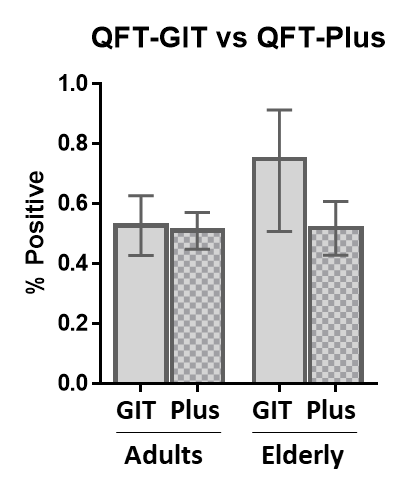 QFT-GIT vs QFT-Plus
% Positive
1.0
0.8
0.6
0.4
0.2
0.0
GIT Plus GIT Plus
Adults Elderly